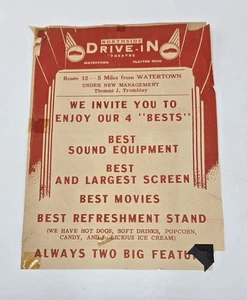 NORTHSIDE
DRIVE-IN
THEATRE
WATERTOWN CLAYTON ROAD
Route 12—5 Miles from WATERTOWN
UNDER NEW MANAGEMENT
Thomas J. Trombley
WE INVITE YOU TO
ENJOY OUR 4 "BESTS"
BEST
SOUND EQUIPMENT
BEST
AND LARGEST SCREEN
BEST MOVIES
BEST REFRESHMENT STAND
(WE HAVE HOT DOGS, SOFT DRINKS, POPCORN,
CANDY, AND D LICIOUS ICE CREAM)
ALWAYS TWO BIG FEATU